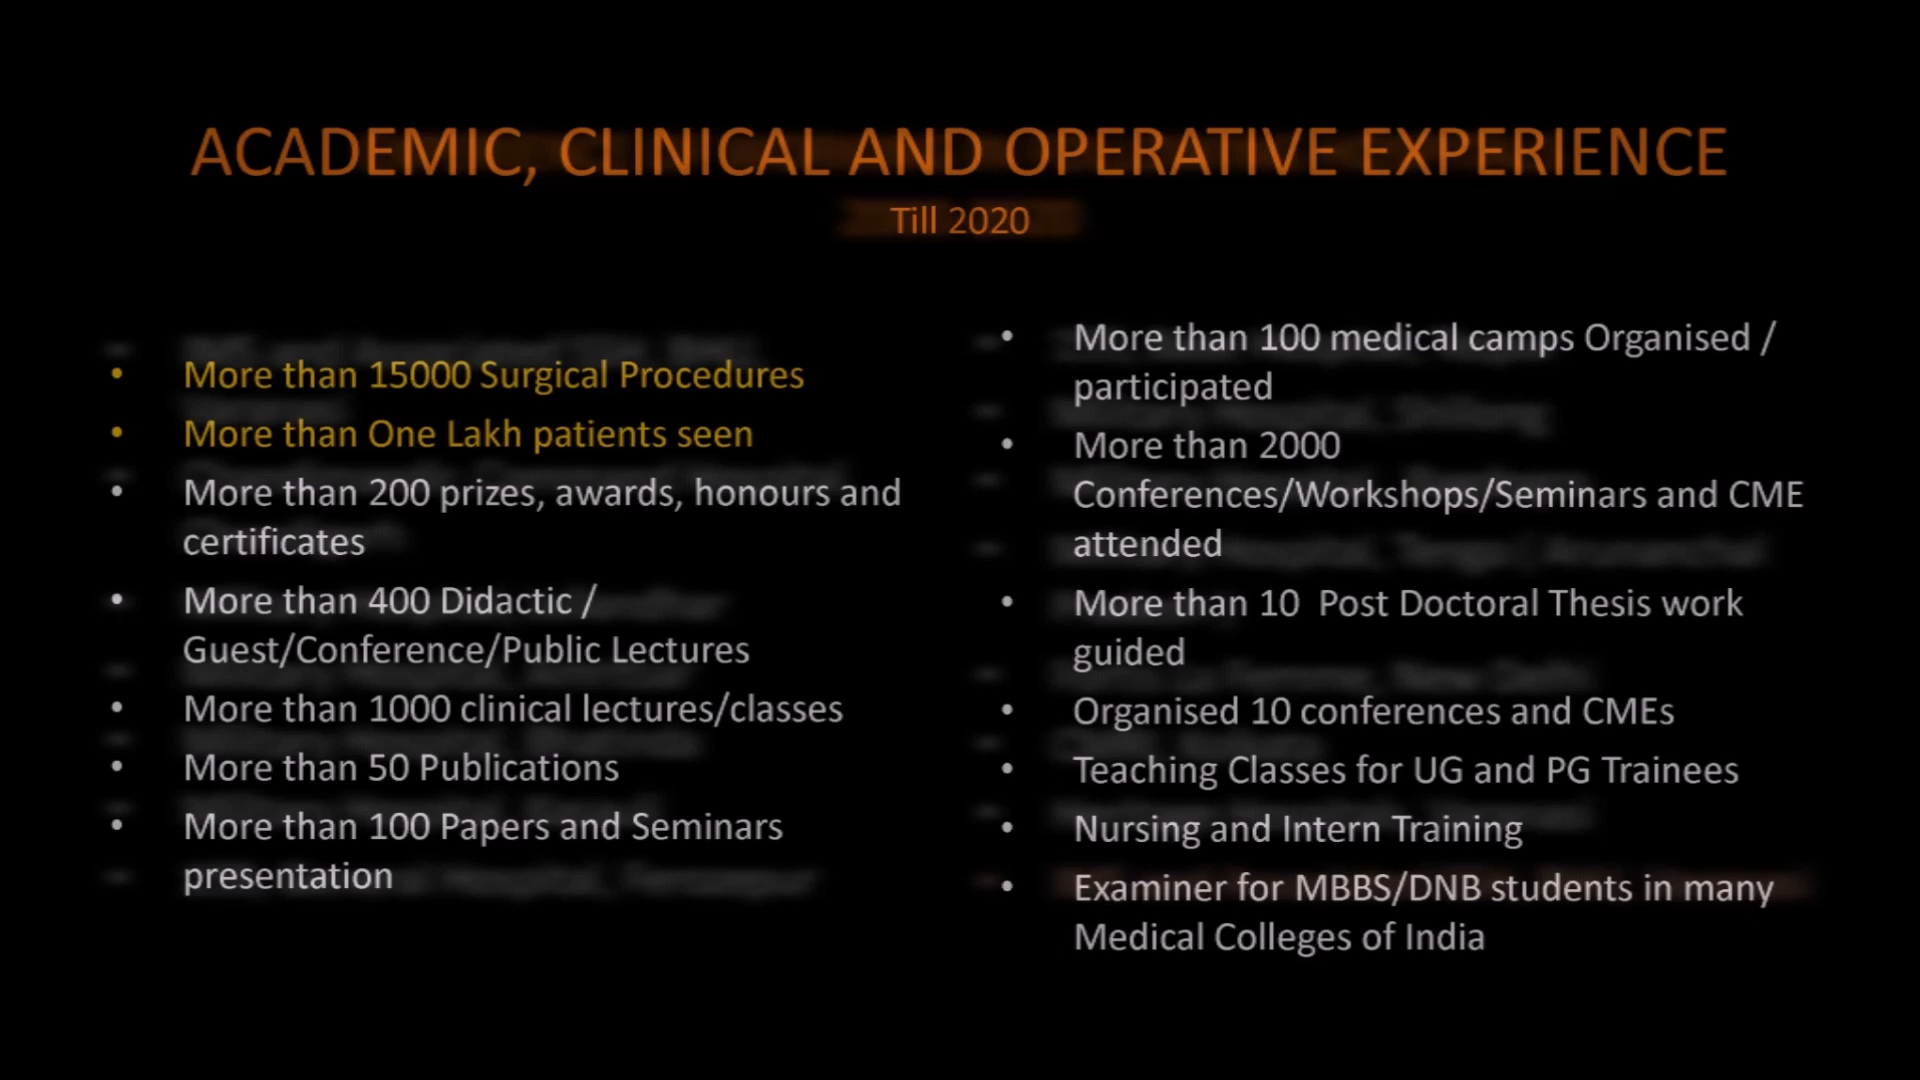 ACADEMIC, CLINICAL AND OPERATIVE EXPERIENCE
Till 2020
• More than 15000 Surgical Procedures
• More than One Lakh patients seen
• More than 200 prizes, awards, honours and
certificates
• More than 400 Didactic /
Guest/Conference/Public Lectures
• More than 1000 clinical lectures/classes
• More than 50 Publications
• More than 100 Papers and Seminars
presentation
• More than 100 medical camps Organised /
participated
• More than 2000
Conferences/Workshops/Seminars and CME
attended
• More than 10  Post Doctoral Thesis work
guided
• Organised 10 conferences and CMEs
• Teaching Classes for UG and PG Trainees
• Nursing and Intern Training
• Examiner for MBBS/DNB students in many
Medical Colleges of India